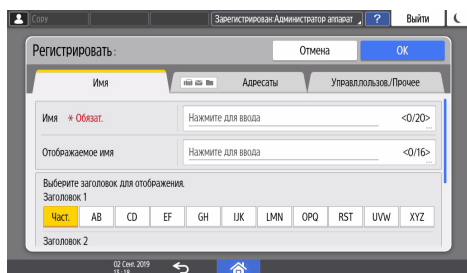 Copy
Зарегистрирован:Администратор аппарат
?
Выйти
Регистрировать :
Отмена
OK
Имя
Адресаты
Управл.пользов./Прочее
Имя * Обязат.
Нажмите для ввода
<0/20>
Отображаемое имя
Нажмите для ввода
<0/16>
Выберите заголовок для отображения.
Заголовок 1
Част. AB CD EF GH IJK LMN OPQ RST UVW XYZ
Заголовок 2
02 Сент. 2019